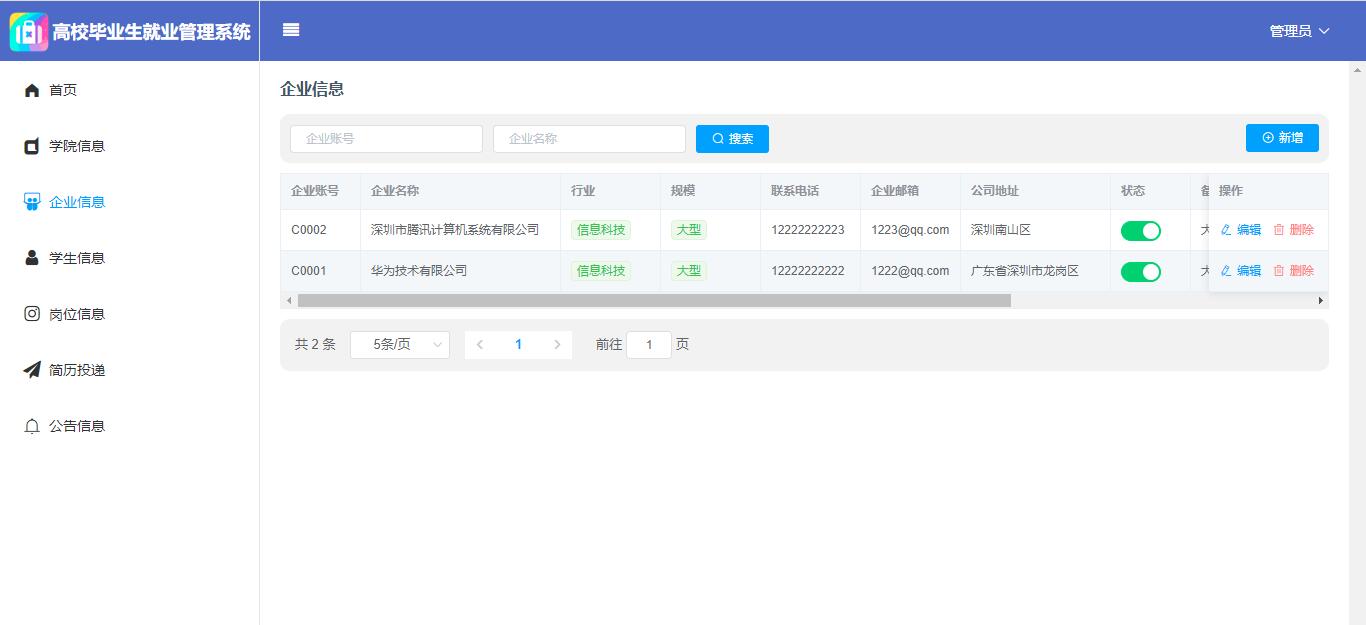 高校毕业生就业管理系统
管理员
首页
学院信息
企业信息
学生信息
岗位信息
简历投递
公告信息
企业信息
企业账号 企业名称 搜索 新增
企业账号 企业名称 行业 规模 联系电话 企业邮箱 公司地址 状态 操作
C0002 深圳市腾讯计算机系统有限公司 信息科技 大型 12222222223 1223@qq.com 深圳南山区 大 编辑 删除
C0001 华为技术有限公司 信息科技 大型 12222222222 1222@qq.com 广东省深圳市龙岗区 大 编辑 删除
共 2 条 5条/页 1 前往 1 页